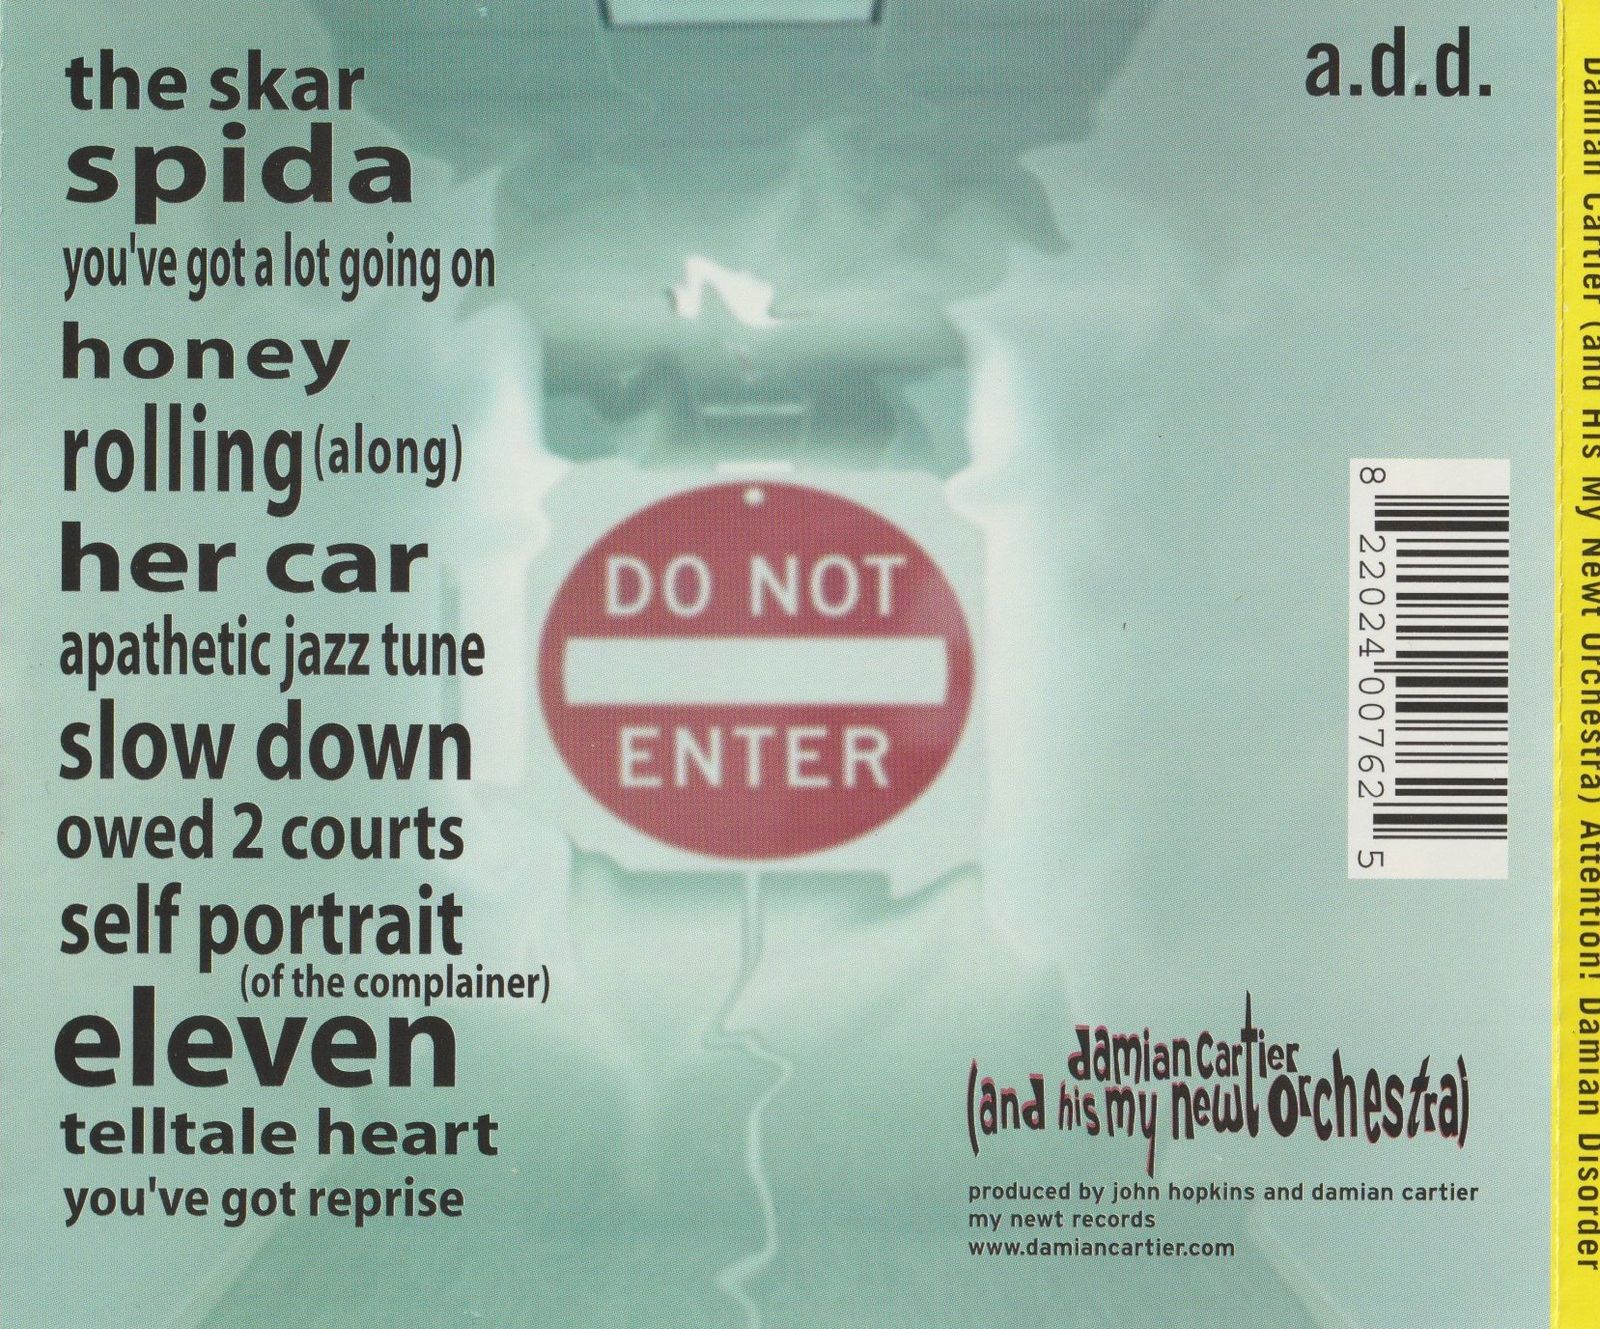 the skar
spida
you've got a lot going on
honey
rolling (along)
her car
apathetic jazz tune
slow down
owed 2 courts
self portrait
(of the complainer)
eleven
telltale heart
you've got reprise
a.d.d.
DO NOT
ENTER
8 22024 00762 5
damian cartier
(and his my newt orchestra)
produced by john hopkins and damian cartier
my newt records
www.damiancartier.com
Damian Cartier (and His My Newt Orchestra) Attention! Damian Disorder